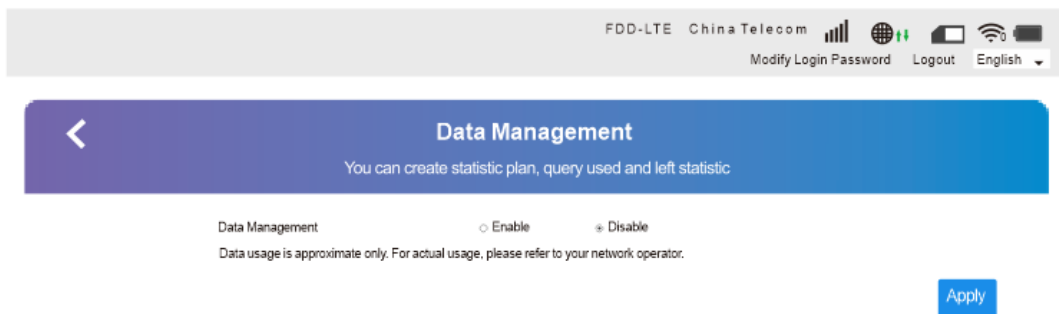 FDD-LTE China Telecom
Modify Login Password Logout English
Data Management
You can create statistic plan, query used and left statistic
Data Management Enable Disable
Data usage is approximate only. For actual usage, please refer to your network operator.
Apply